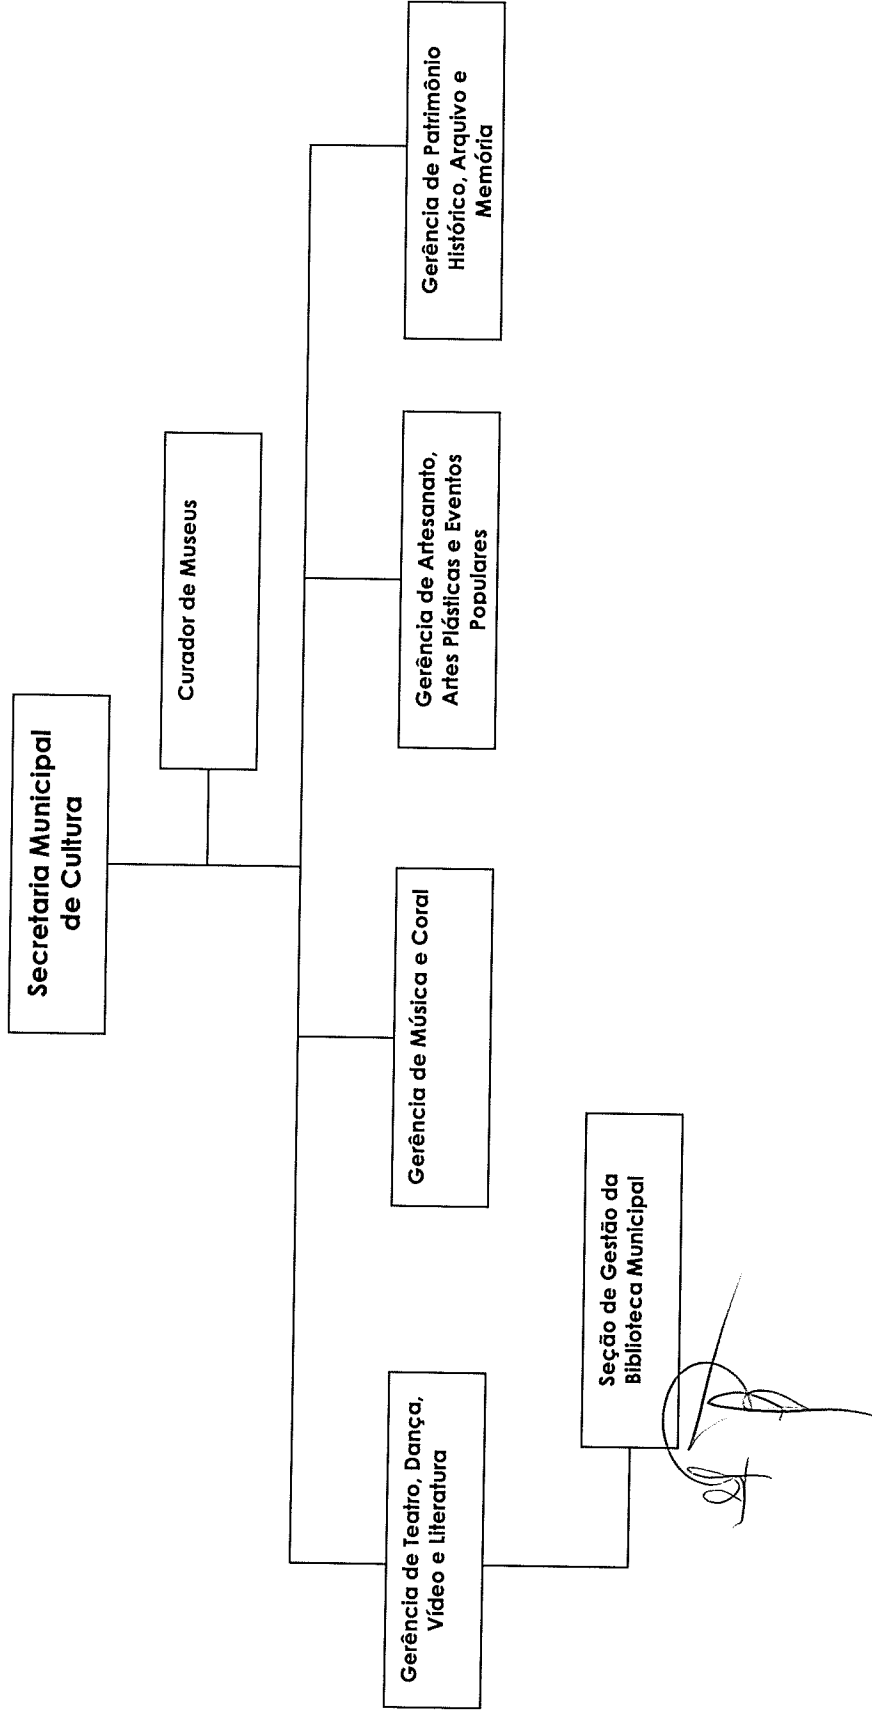 Secretaria Municipal
de Cultura
Curador de Museus
Gerência de Teatro, Dança,
Vídeo e Literatura
Gerência de Música e Coral
Gerência de Artesanato,
Artes Plásticas e Eventos
Populares
Gerência de Patrimônio
Histórico, Arquivo e
Memória
Seção de Gestão da
Biblioteca Municipal